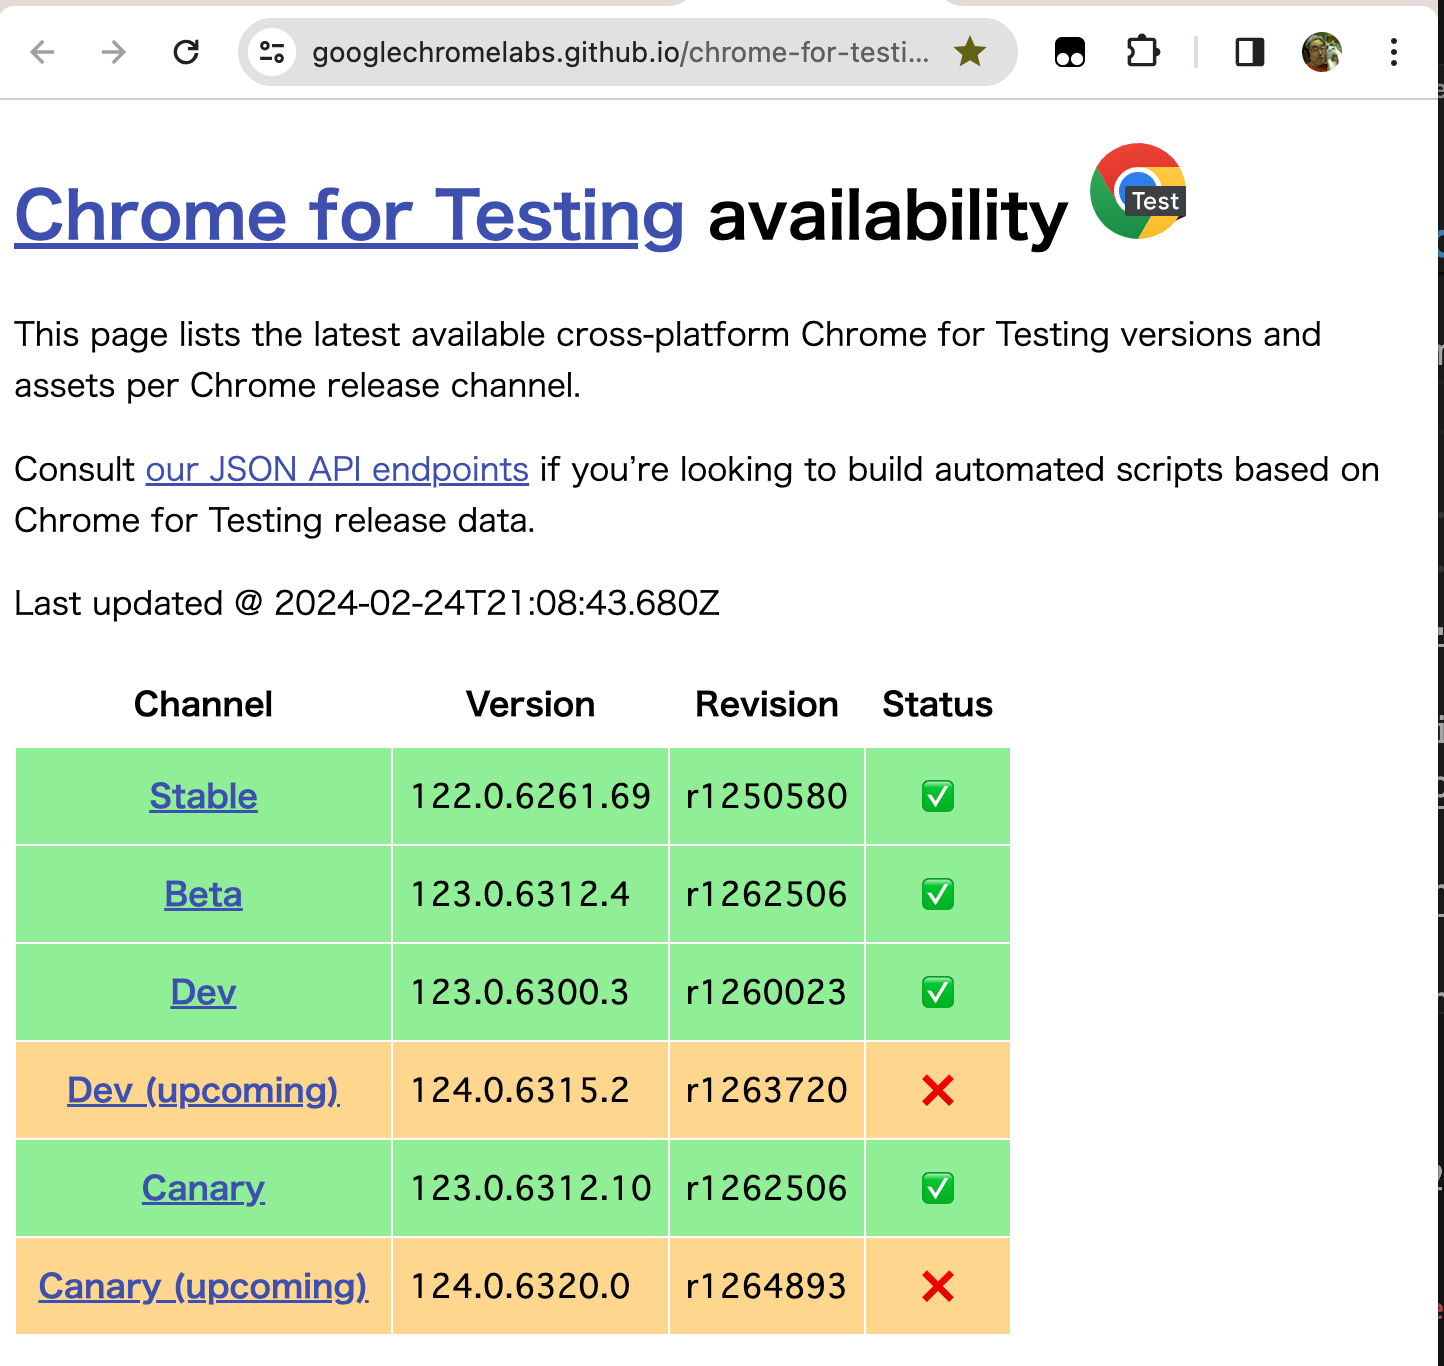 googlechromelabs.github.io/chrome-for-testi...
Chrome for Testing availability
Test
This page lists the latest available cross-platform Chrome for Testing versions and
assets per Chrome release channel.
Consult our JSON API endpoints if you’re looking to build automated scripts based on
Chrome for Testing release data.
Last updated @ 2024-02-24T21:08:43.680Z
Channel Version Revision Status
Stable 122.0.6261.69 r1250580 ✅
Beta 123.0.6312.4 r1262506 ✅
Dev 123.0.6300.3 r1260023 ✅
Dev (upcoming) 124.0.6315.2 r1263720 ❌
Canary 123.0.6312.10 r1262506 ✅
Canary (upcoming) 124.0.6320.0 r1264893 ❌